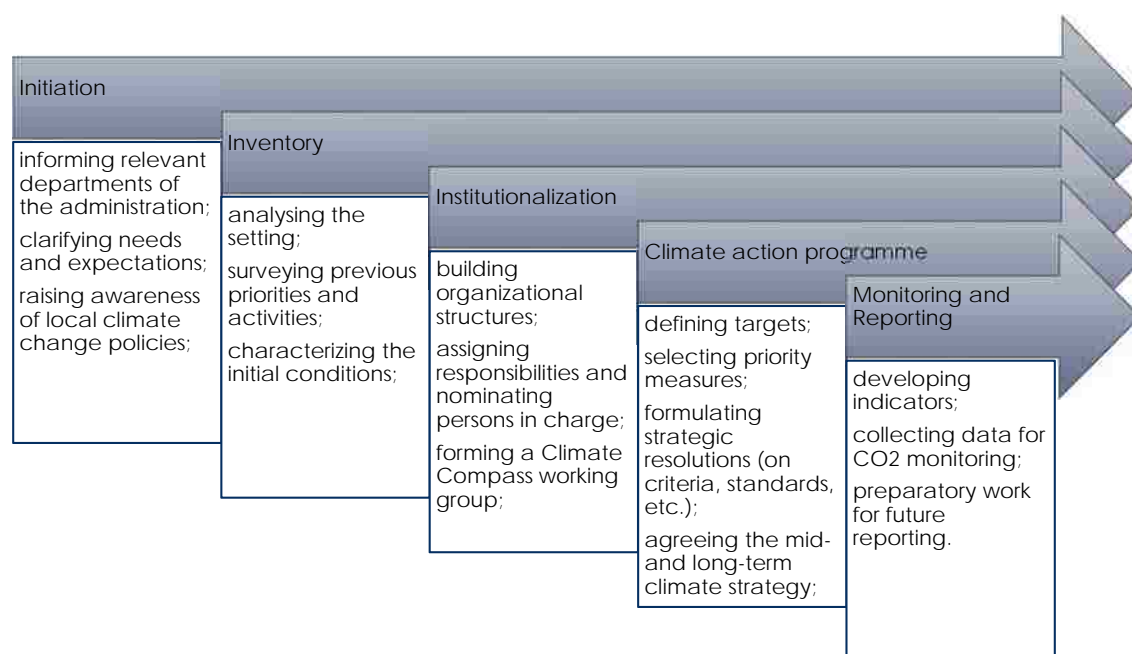 Initiation
informing relevant
departments of
the administration;
clarifying needs
and expectations;
raising awareness
of local climate
change policies;
Inventory
analysing the
setting;
surveying previous
priorities and
activities;
characterizing the
initial conditions;
Institutionalization
building
organizational
structures;
assigning
responsibilities and
nominating
persons in charge;
forming a Climate
Compass working
group;
Climate action programme
defining targets;
selecting priority
measures;
formulating
strategic
resolutions (on
criteria, standards,
etc.);
agreeing the mid-
and long-term
climate strategy;
Monitoring and
Reporting
developing
indicators;
collecting data for
CO2 monitoring;
preparatory work
for future
reporting.